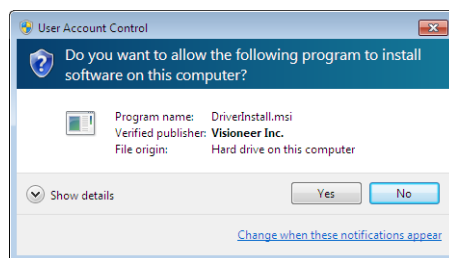 User Account Control
Do you want to allow the following program to install
software on this computer?
Program name: DriverInstall.msi
Verified publisher: Visioneer Inc.
File origin: Hard drive on this computer
Show details
Yes No
Change when these notifications appear